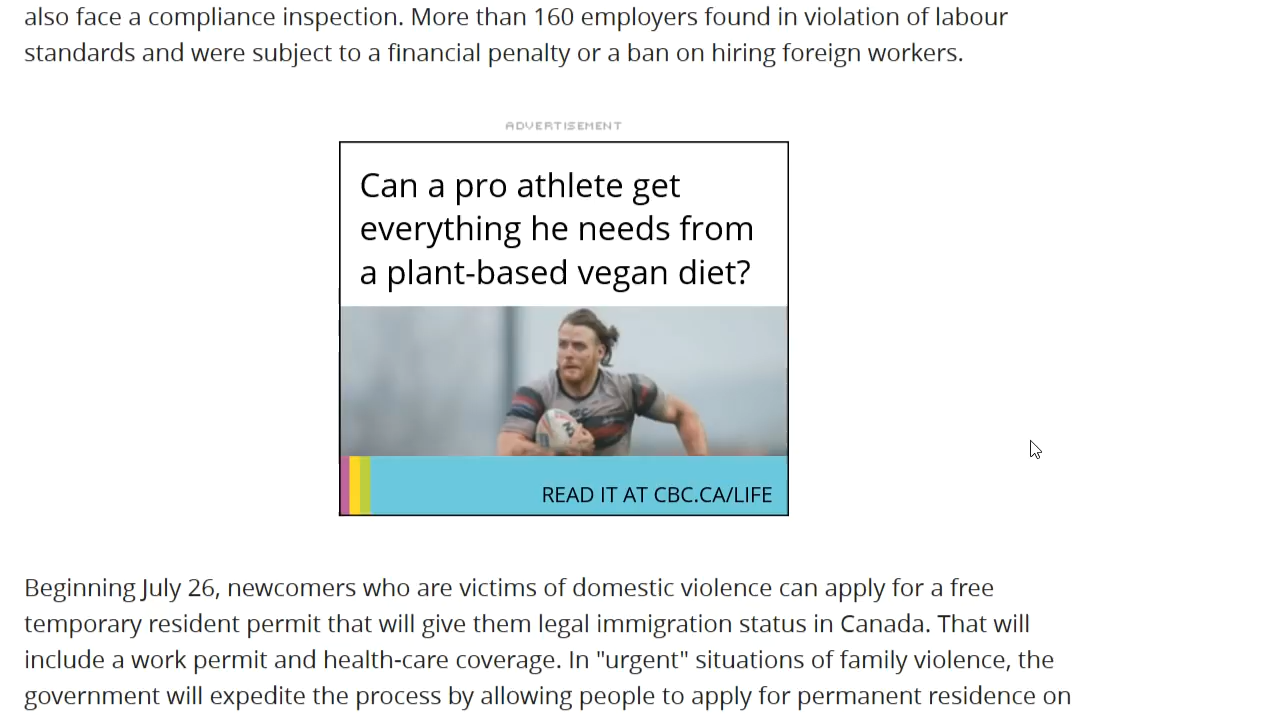 also face a compliance inspection. More than 160 employers found in violation of labour
standards and were subject to a financial penalty or a ban on hiring foreign workers.
ADVERTISEMENT
Can a pro athlete get
everything he needs from
a plant-based vegan diet?
READ IT AT CBC.CA/LIFE
Beginning July 26, newcomers who are victims of domestic violence can apply for a free
temporary resident permit that will give them legal immigration status in Canada. That will
include a work permit and health-care coverage. In "urgent" situations of family violence, the
government will expedite the process by allowing people to apply for permanent residence on